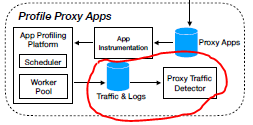 Profile Proxy Apps
App Profiling
Platform
Scheduler
Worker
Pool
App
Instrumentation
Proxy Apps
Traffic & Logs
Proxy Traffic
Detector